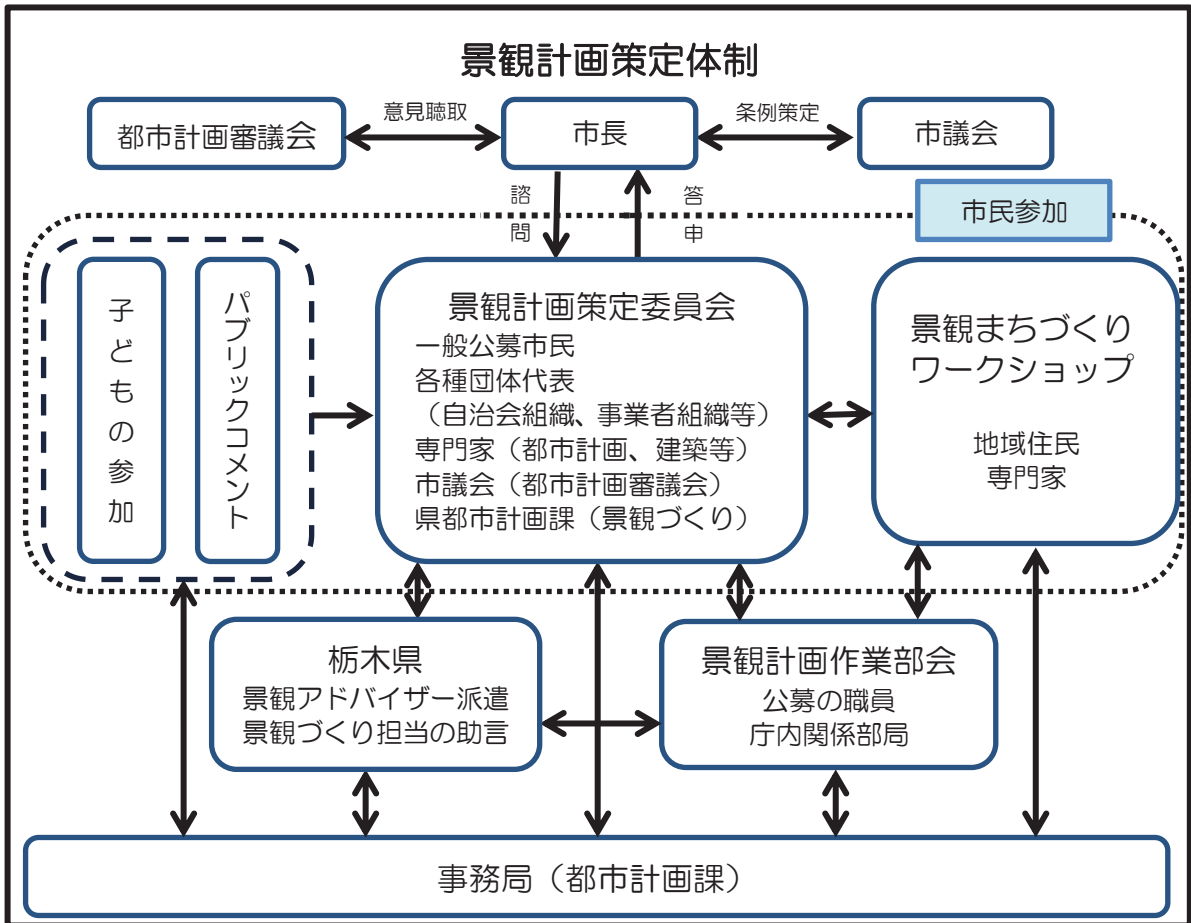 景観計画策定体制
都市計画審議会
意見聴取
市長
条例策定
市議会
諮問
答申
市民参加
子どもの参加
パブリックコメント
景観計画策定委員会
一般公募市民
各種団体代表
（自治会組織、事業者組織等）
専門家（都市計画、建築等）
市議会（都市計画審議会）
県都市計画課（景観づくり）
景観まちづくり
ワークショップ
地域住民
専門家
栃木県
景観アドバイザー派遣
景観づくり担当の助言
景観計画作業部会
公募の職員
庁内関係部局
事務局（都市計画課）